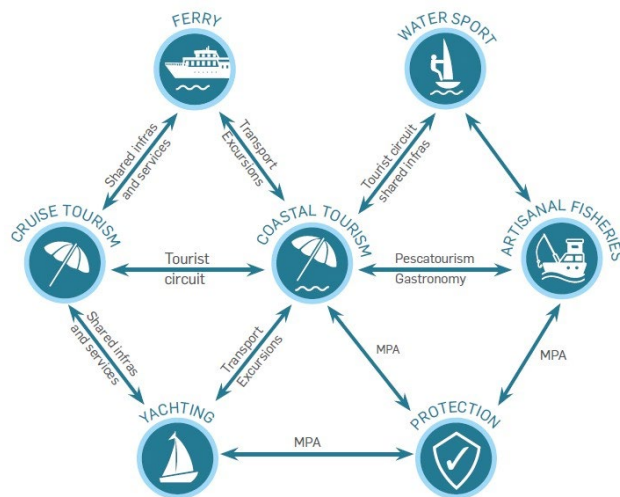 FERRY
WATER SPORT
Shared infras
and services
Transport
Excursions
Tourist circuit
shared infras
CRUISE TOURISM
COASTAL TOURISM
ARTISANAL FISHERIES
Tourist
circuit
Pescatourism
Gastronomy
Shared infras
and services
Transport
Excursions
MPA
MPA
YACHTING
PROTECTION
MPA